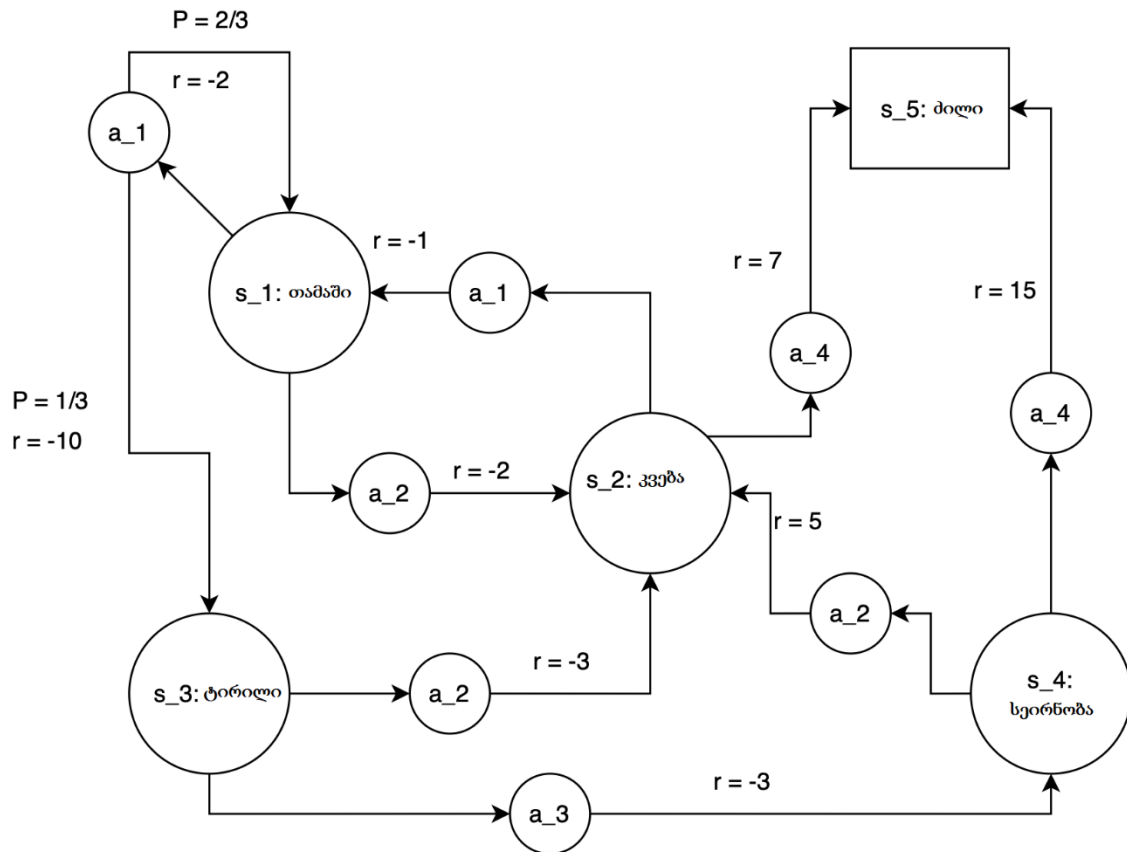 P = 2/3
r = -2
a_1
s_5: ძილი
r = -1
a_1
r = 7
s_1: თამაში
r = 15
a_4
a_4
P = 1/3
r = -10
a_2
r = -2
s_2: კვება
r = 5
a_2
r = -3
s_3: ტირილი
a_2
s_4:
სეირნობა
r = -3
a_3